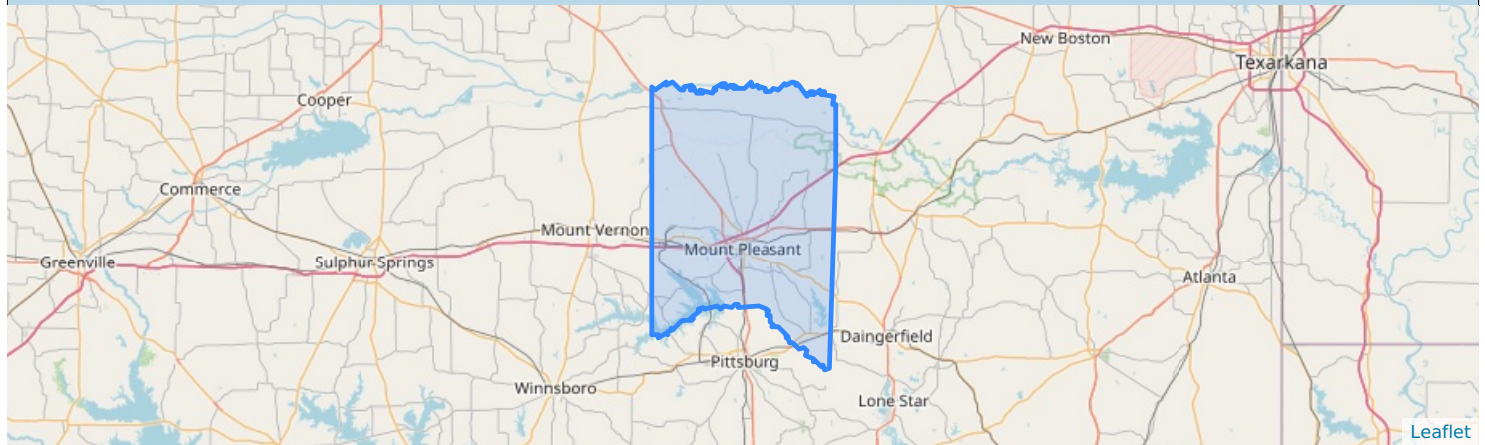 New Boston
Texarkana
Cooper
Commerce
Mount Vernon
Mount Pleasant
Greenville
Sulphur Springs
Atlanta
Daingerfield
Pittsburg
Winnsboro
Lone Star
Leaflet